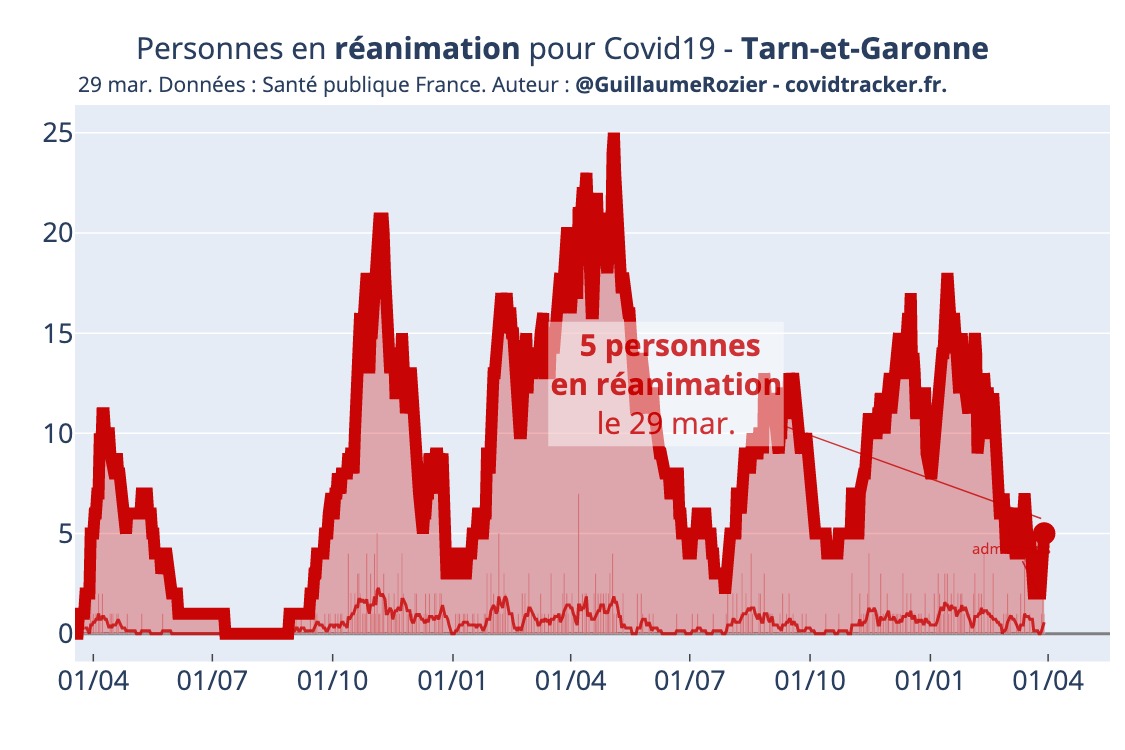 Personnes en réanimation pour Covid19 - Tarn-et-Garonne
29 mar. Données : Santé publique France. Auteur : @GuillaumeRozier - covidtracker.fr.
25
20
15
10
5
0
5 personnes
en réanimation
le 29 mar.
01/04 01/07 01/10 01/01 01/04 01/07 01/10 01/01 01/04